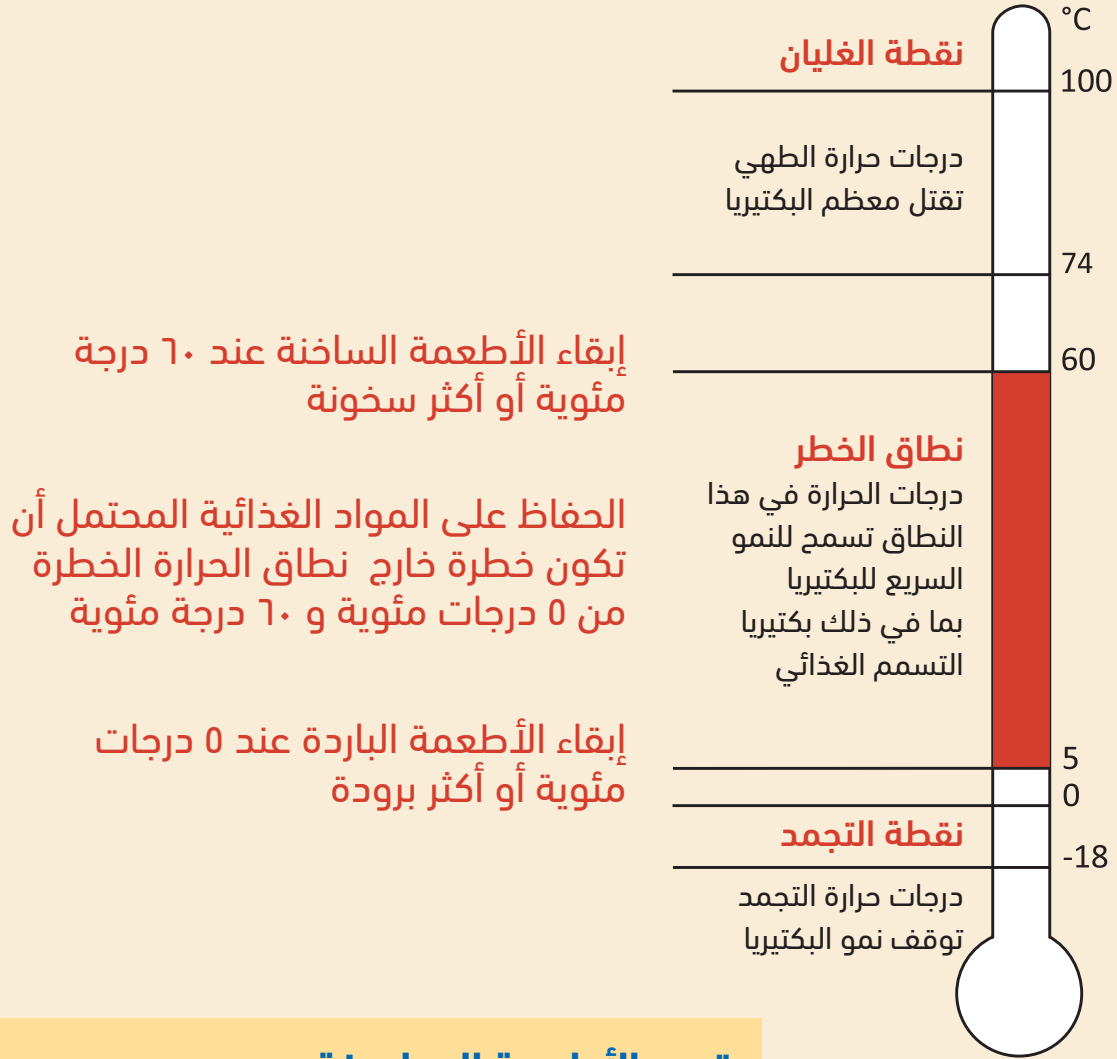 °C
نقطة الغليان
100
درجات حرارة الطهي
تقتل معظم البكتيريا
74
60
إبقاء الأطعمة الساخنة عند ٦٠ درجة
مئوية أو أكثر سخونة
نطاق الخطر
درجات الحرارة في هذا
النطاق تسمح للنمو
السريع للبكتيريا
بما في ذلك بكتيريا
التسمم الغذائي
الحفاظ على المواد الغذائية المحتمل أن
تكون خطرة خارج نطاق الحرارة الخطرة
من ٥ درجات مئوية و ٦٠ درجة مئوية
إبقاء الأطعمة الباردة عند ٥ درجات
مئوية أو أكثر برودة
5
0
نقطة التجمد
-18
درجات حرارة التجمد
توقف نمو البكتيريا